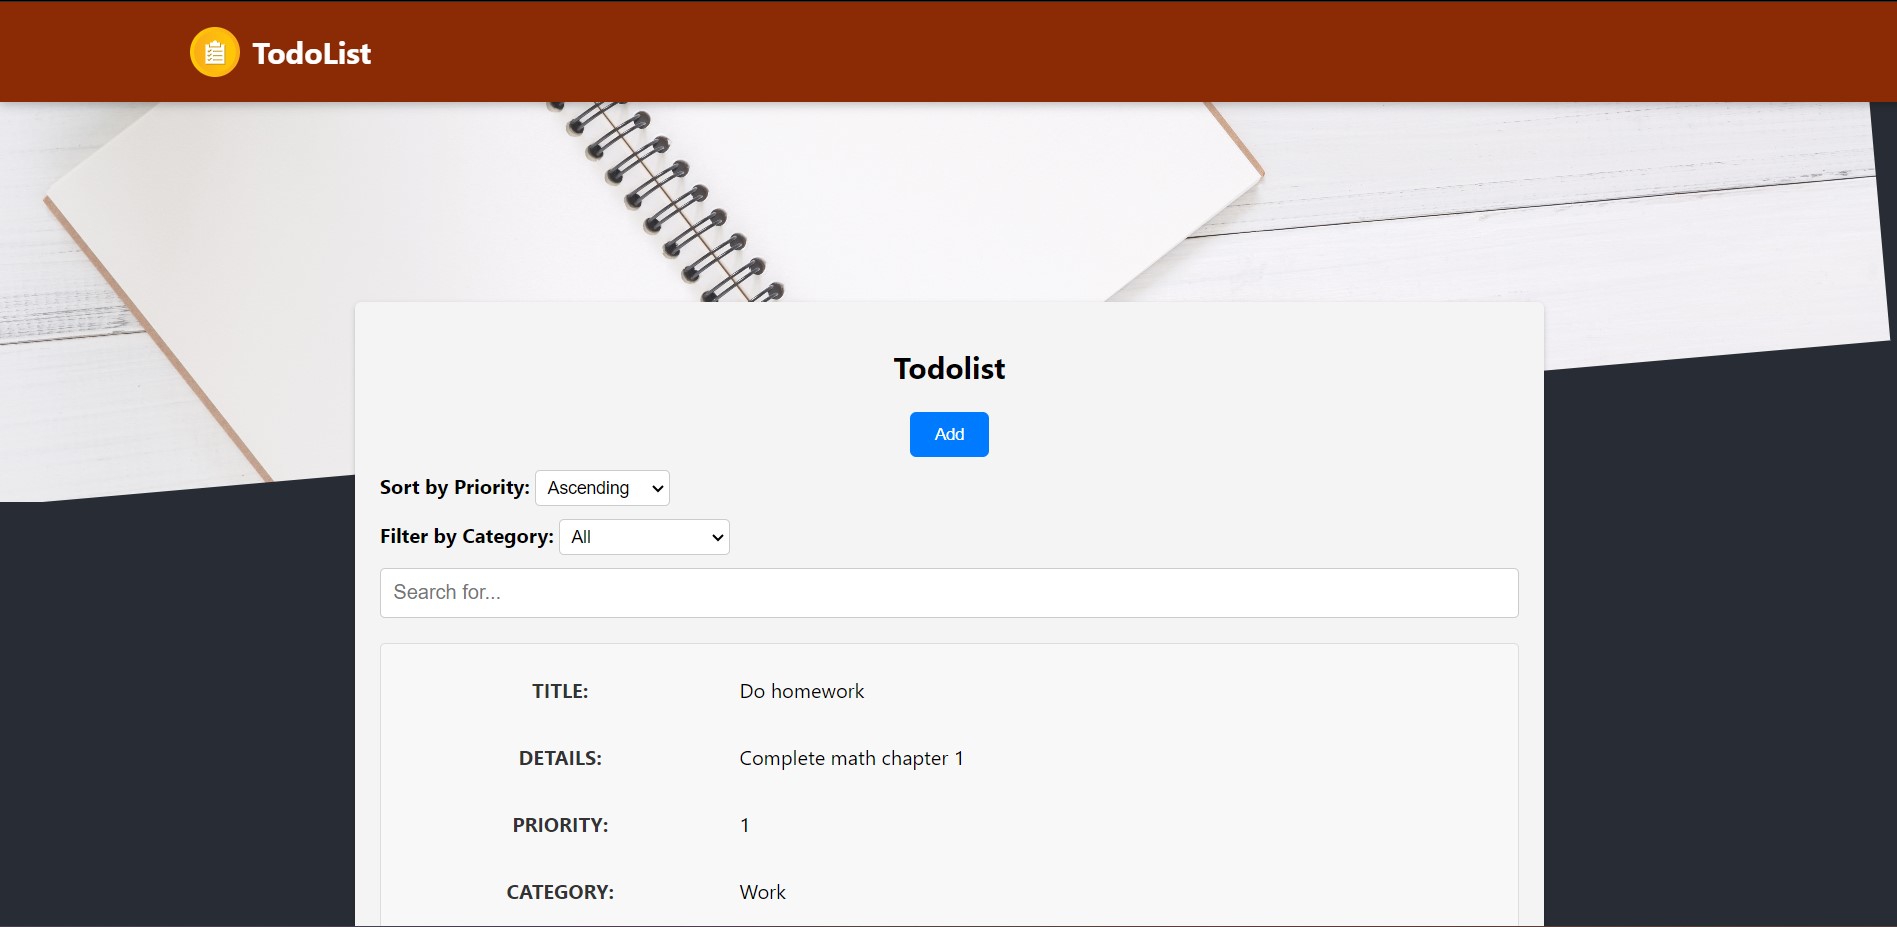 TodoList
Todolist
Add
Sort by Priority: Ascending
Filter by Category: All
Search for...
TITLE: Do homework
DETAILS: Complete math chapter 1
PRIORITY: 1
CATEGORY: Work